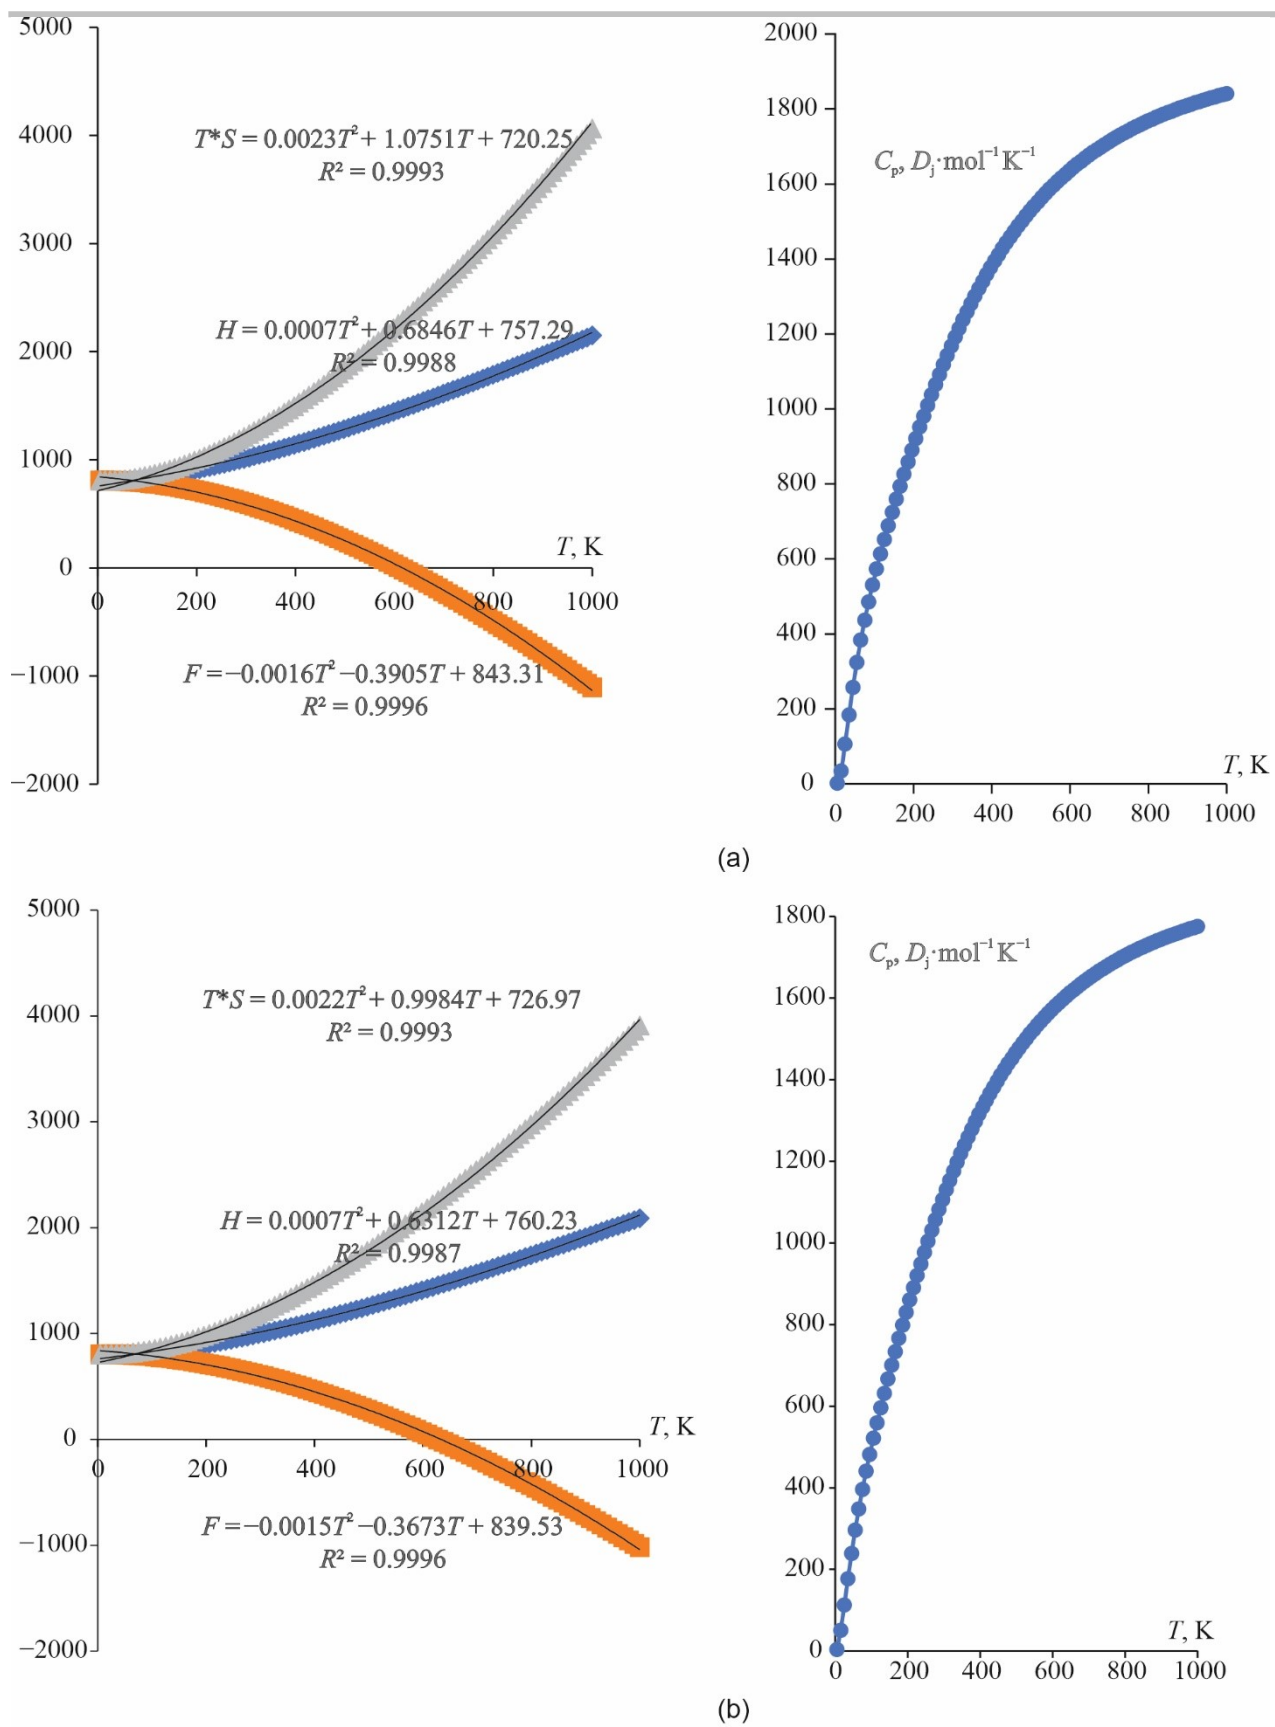 5000
4000
3000
2000
1000
0
−1000
−2000
0 200 400 600 800 1000
T, K
T*S = 0.0023T² + 1.0751T + 720.25
R² = 0.9993
H = 0.0007T² + 0.6846T + 757.29
R² = 0.9988
F = −0.0016T² −0.3905T + 843.31
R² = 0.9996
2000
1800
1600
1400
1200
1000
800
600
400
200
0
0 200 400 600 800 1000
T, K
Cₚ, Dⱼ·mol⁻¹ K⁻¹
(a)
5000
4000
3000
2000
1000
0
−1000
−2000
0 200 400 600 800 1000
T, K
T*S = 0.0022T² + 0.9984T + 726.97
R² = 0.9993
H = 0.0007T² + 0.6312T + 760.23
R² = 0.9987
F = −0.0015T² −0.3673T + 839.53
R² = 0.9996
1800
1600
1400
1200
1000
800
600
400
200
0
0 200 400 600 800 1000
T, K
Cₚ, Dⱼ·mol⁻¹ K⁻¹
(b)